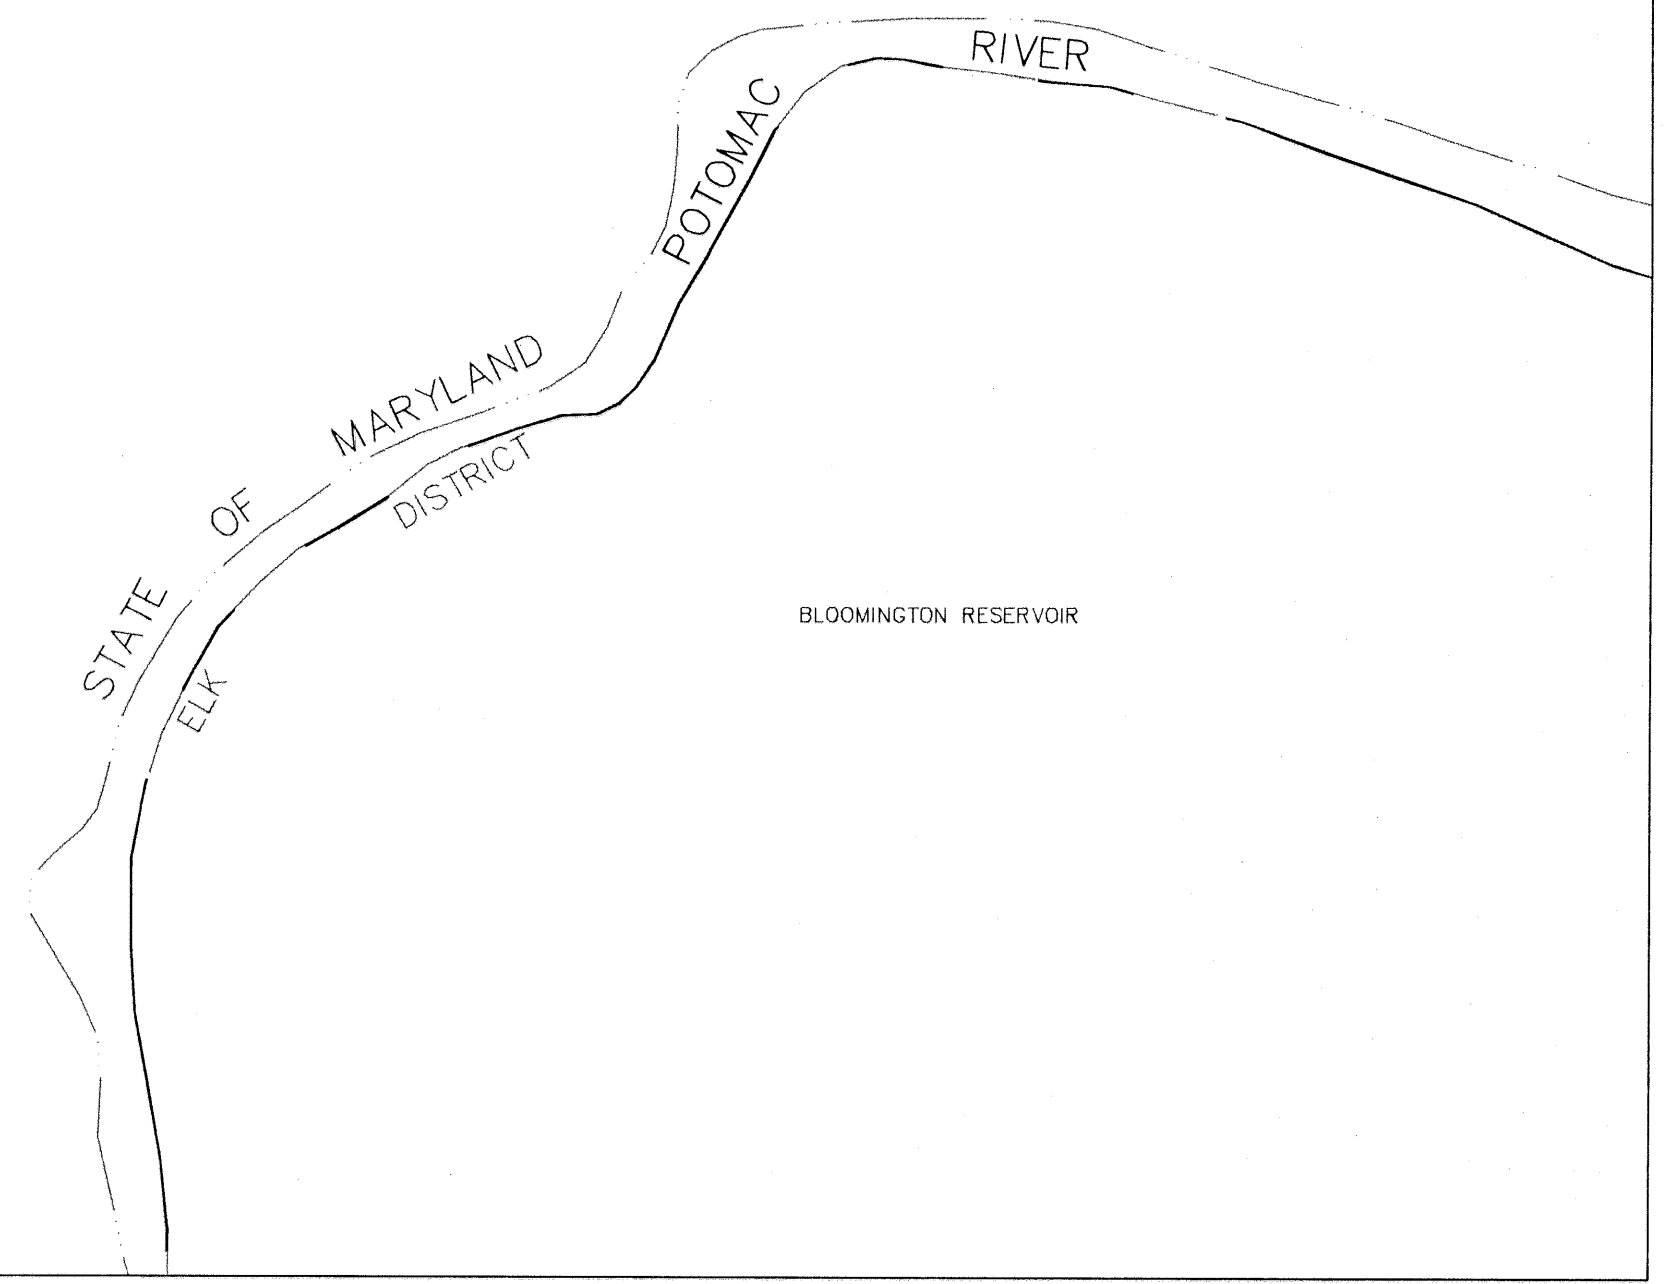 POTOMAC RIVER
STATE OF MARYLAND
ELK DISTRICT
BLOOMINGTON RESERVOIR